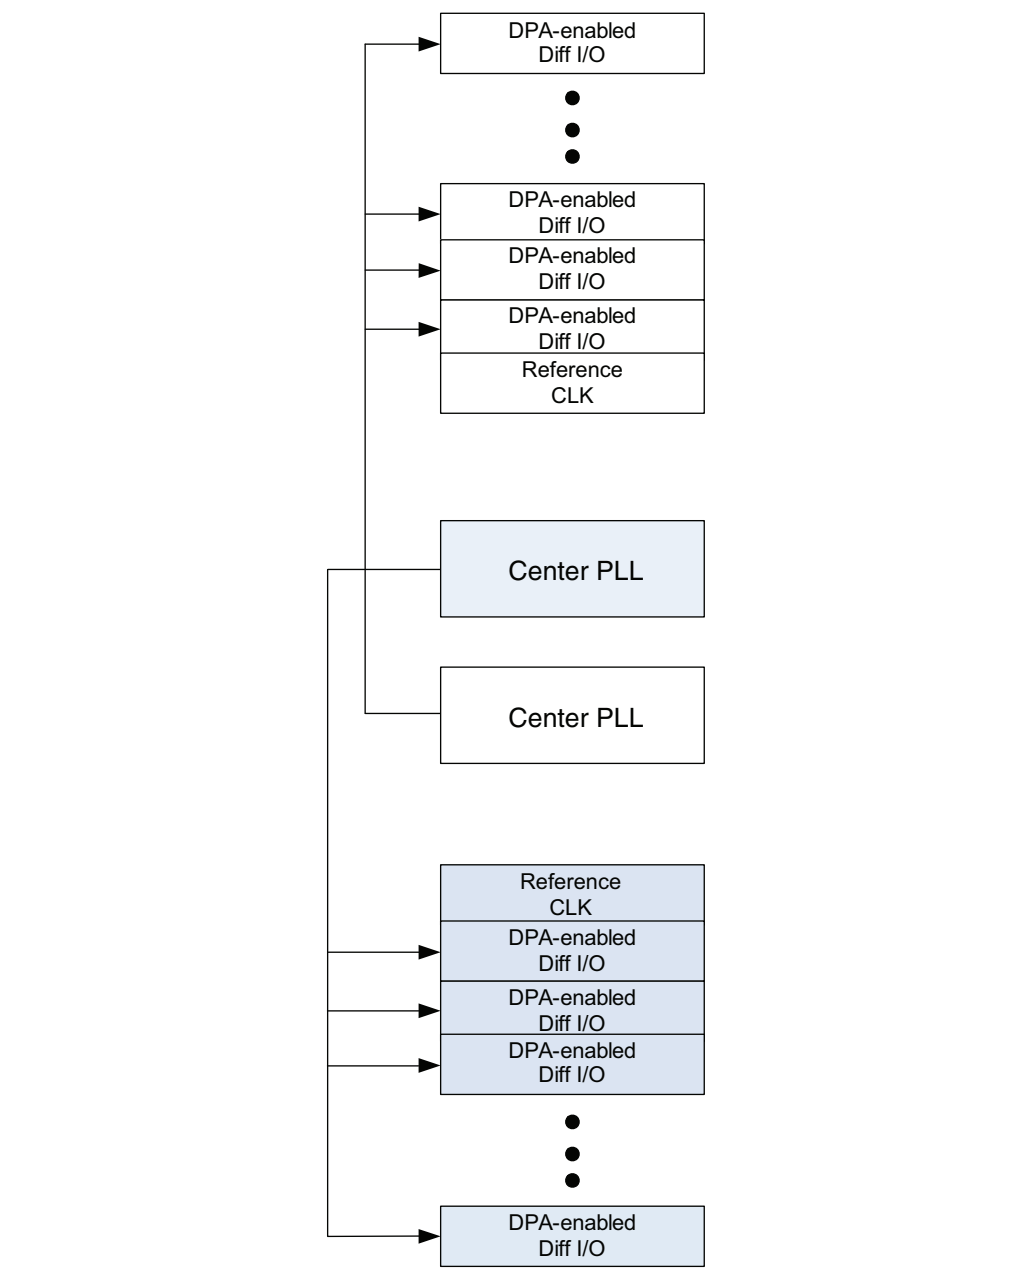 DPA-enabled
Diff I/O
DPA-enabled
Diff I/O
DPA-enabled
Diff I/O
DPA-enabled
Diff I/O
Reference
CLK
Center PLL
Center PLL
Reference
CLK
DPA-enabled
Diff I/O
DPA-enabled
Diff I/O
DPA-enabled
Diff I/O
DPA-enabled
Diff I/O